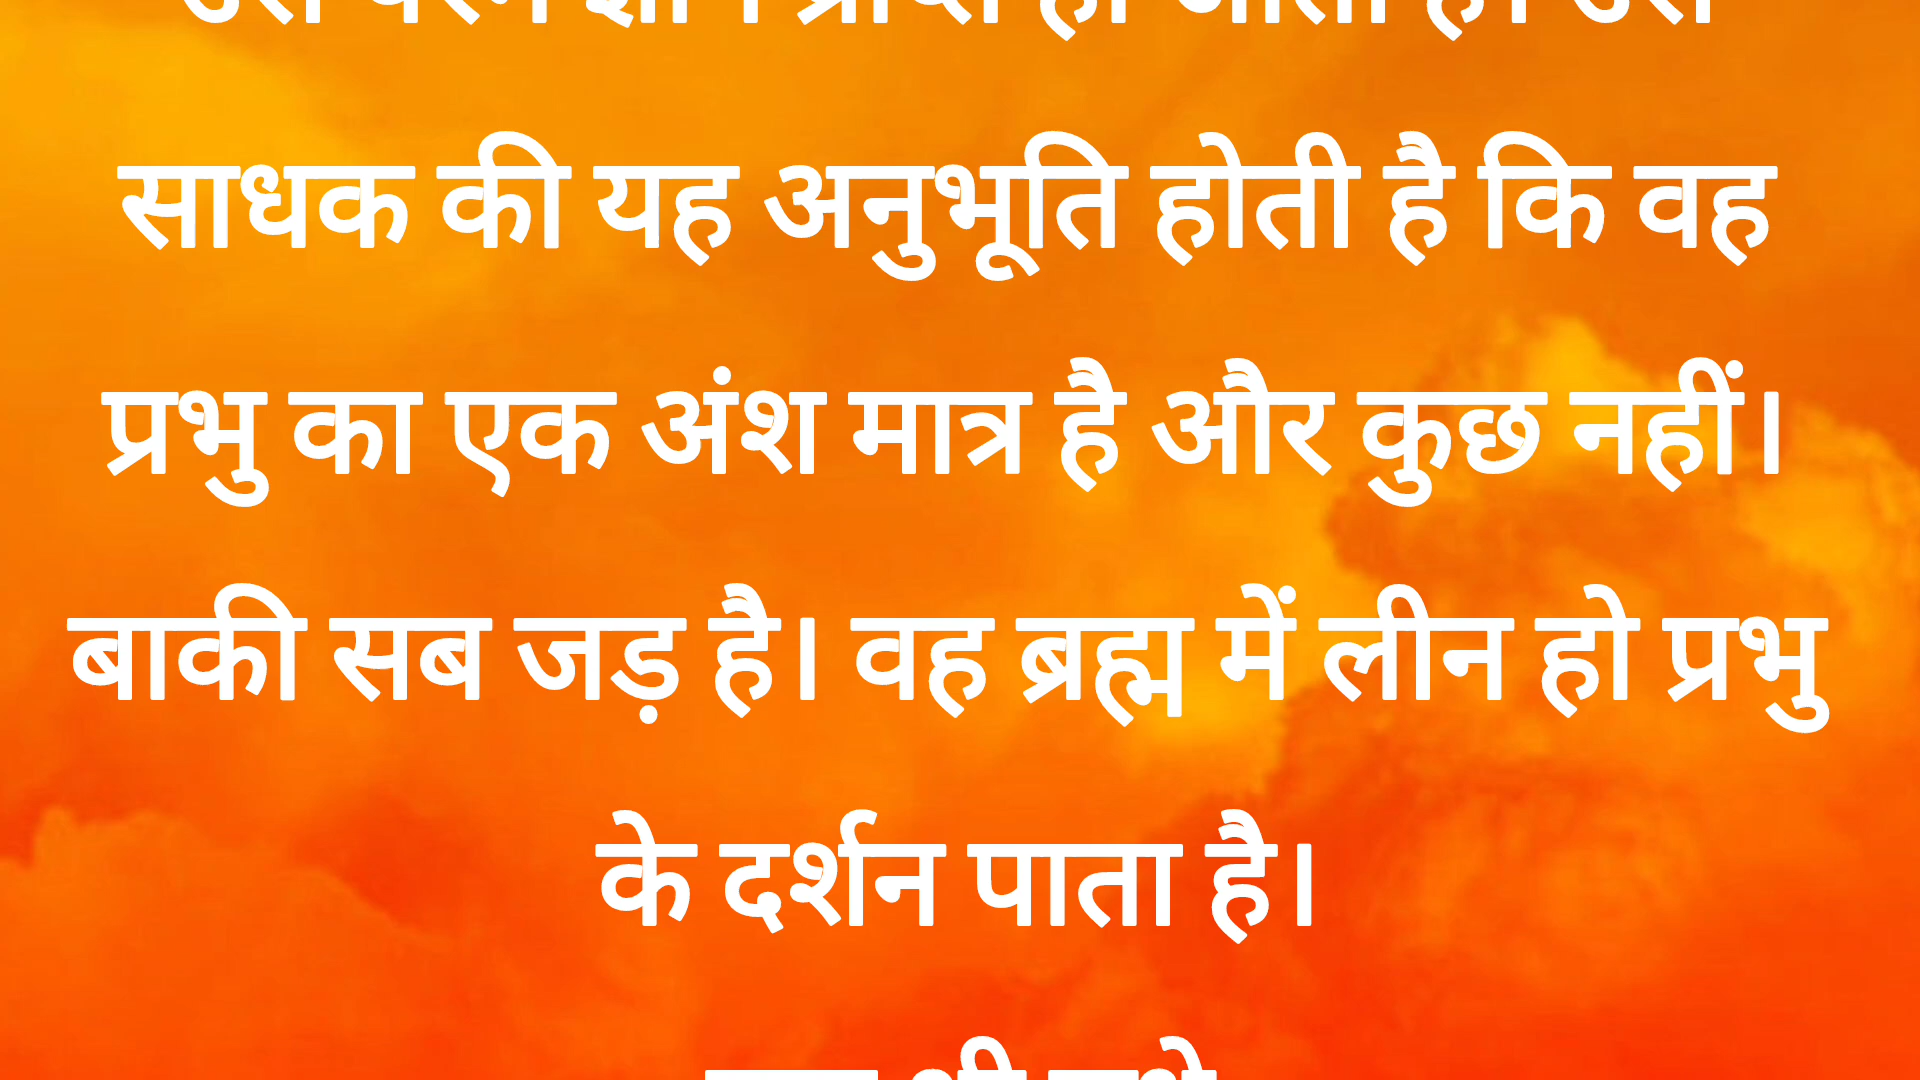 साधक की यह अनुभूति होती है कि वह
प्रभु का एक अंश मात्र है और कुछ नहीं।
बाकी सब जड़ है। वह ब्रह्म में लीन हो प्रभु
के दर्शन पाता है।